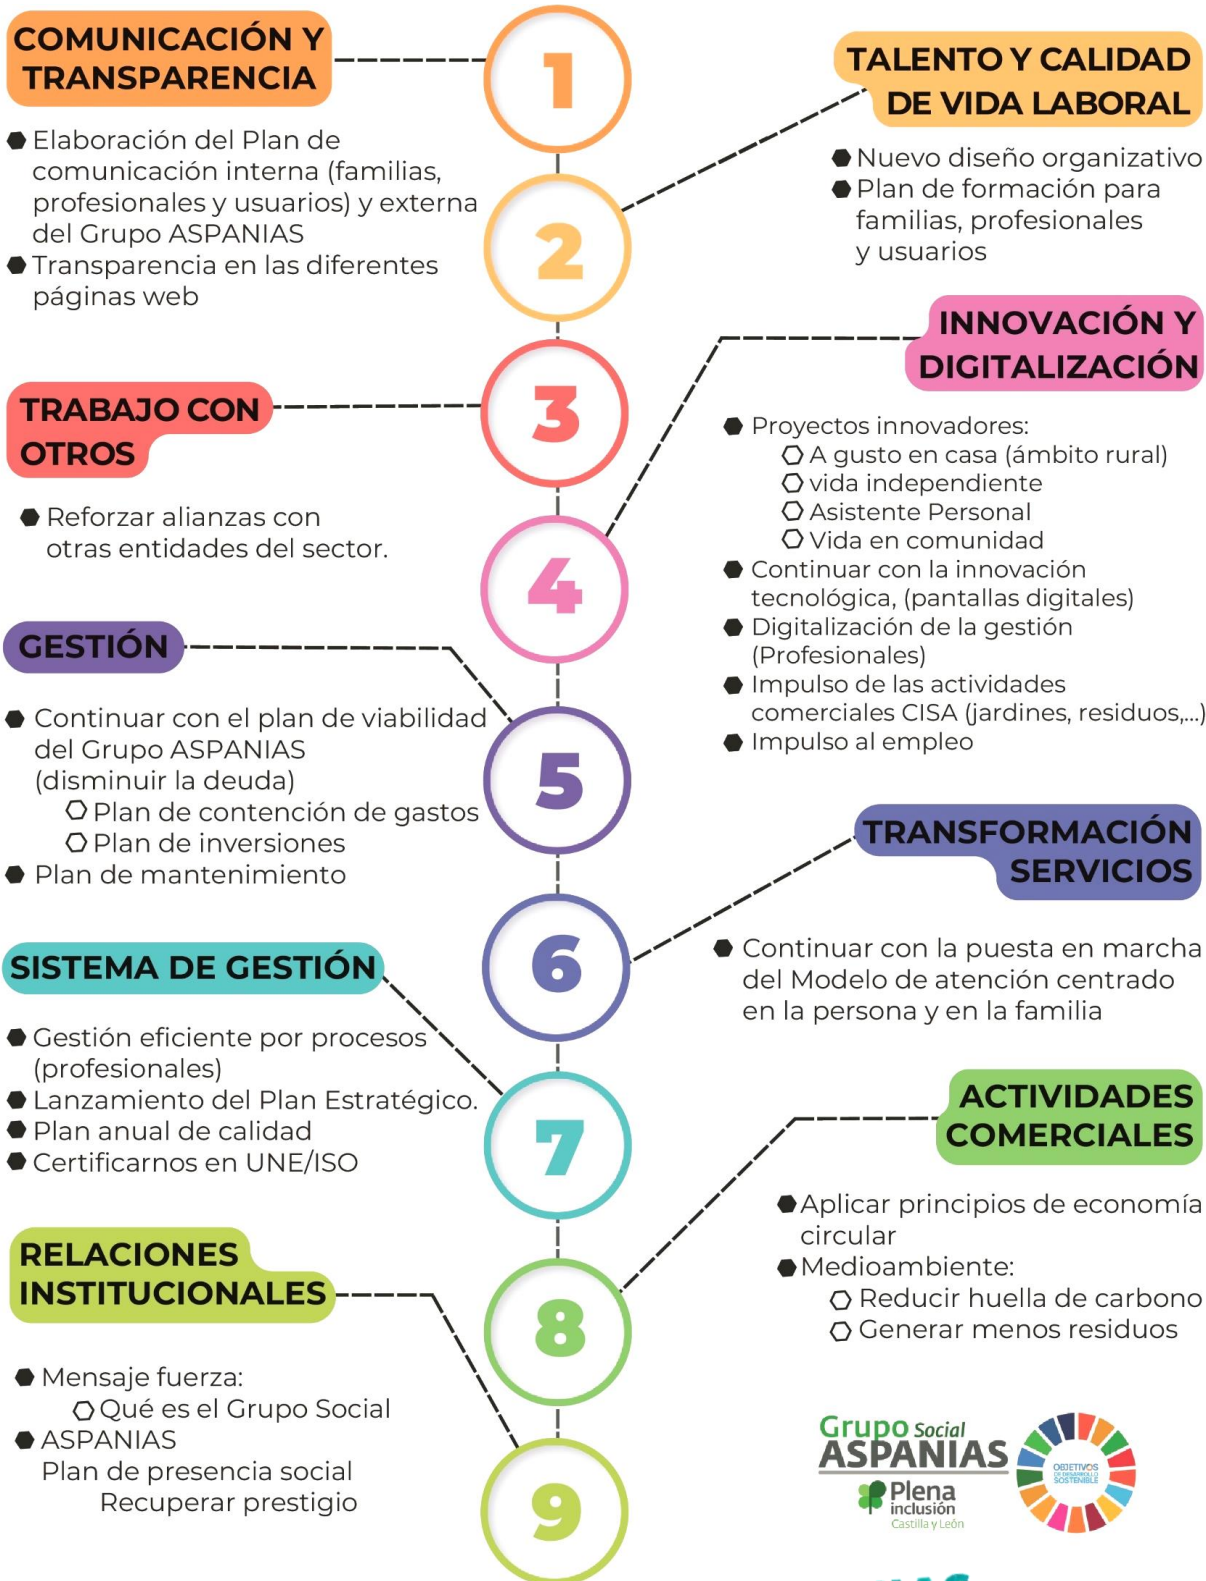 COMUNICACIÓN Y
TRANSPARENCIA
1
Elaboración del Plan de
comunicación interna (familias,
profesionales y usuarios) y externa
del Grupo ASPANIAS
Transparencia en las diferentes
páginas web
TALENTO Y CALIDAD
DE VIDA LABORAL
2
Nuevo diseño organizativo
Plan de formación para
familias, profesionales
y usuarios
TRABAJO CON
OTROS
3
Reforzar alianzas con
otras entidades del sector.
INNOVACIÓN Y
DIGITALIZACIÓN
4
Proyectos innovadores:
A gusto en casa (ámbito rural)
vida independiente
Asistente Personal
Vida en comunidad
Continuar con la innovación
tecnológica, (pantallas digitales)
Digitalización de la gestión
(Profesionales)
Impulso de las actividades
comerciales CISA (jardines, residuos,...)
Impulso al empleo
GESTIÓN
5
Continuar con el plan de viabilidad
del Grupo ASPANIAS
(disminuir la deuda)
Plan de contención de gastos
Plan de inversiones
Plan de mantenimiento
TRANSFORMACIÓN
SERVICIOS
6
Continuar con la puesta en marcha
del Modelo de atención centrado
en la persona y en la familia
SISTEMA DE GESTIÓN
7
Gestión eficiente por procesos
(profesionales)
Lanzamiento del Plan Estratégico.
Plan anual de calidad
Certificarnos en UNE/ISO
ACTIVIDADES
COMERCIALES
8
Aplicar principios de economía
circular
Medioambiente:
Reducir huella de carbono
Generar menos residuos
RELACIONES
INSTITUCIONALES
9
Mensaje fuerza:
Qué es el Grupo Social
ASPANIAS
Plan de presencia social
Recuperar prestigio
Grupo Social
ASPANIAS
Plena
inclusión
Castilla y León
OBJETIVOS
DE DESARROLLO
SOSTENIBLE